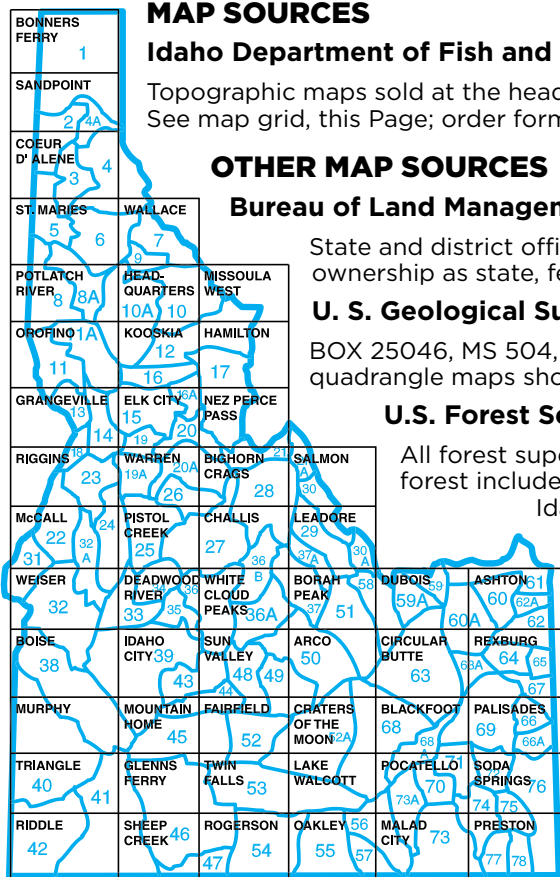 MAP SOURCES
Idaho Department of Fish and
Topographic maps sold at the head
See map grid, this Page; order form
OTHER MAP SOURCES
Bureau of Land Managem
State and district offi
ownership as state, fe
U. S. Geological Su
BOX 25046, MS 504,
quadrangle maps sho
U.S. Forest Se
All forest supe
forest include
Ida
BONNERS
FERRY
1
SANDPOINT
2 4A
COEUR
D' ALENE 4
3
ST. MARIES WALLACE
5 6 7
9
POTLATCH HEAD- MISSOULA
RIVER 8 8A QUARTERS WEST
10A 10
OROFINO 1A KOOSKIA HAMILTON
11 12 17
16
GRANGEVILLE ELK CITY 16A NEZ PERCE
13 15 PASS
14 19 20
RIGGINS 18 WARREN BIGHORN 21 SALMON
23 19A 20A CRAGS A
26 28 30
McCALL PISTOL CHALLIS LEADORE
22 24 CREEK 29
31 32 A 25 27 36 B 37A 30 A
WEISER DEADWOOD WHITE BORAH 58 DUBOIS 59 ASHTON 61
32 RIVER 34 36 CLOUD PEAK 59A 60 62A
33 35 PEAKS 36A 37 51 60A 62
BOISE IDAHO SUN ARCO CIRCULAR REXBURG
38 CITY 39 VALLEY 50 BUTTE 64 65
43 44 48 49 63 63A 67
MURPHY MOUNTAIN FAIRFIELD CRATERS BLACKFOOT PALISADES
HOME OF THE 68 69 66
45 52 MOON 52A 68 A 66A
TRIANGLE GLENNS TWIN LAKE POCATELLO 71 SODA
40 FERRY FALLS WALCOTT 70 SPRINGS 76
41 53 73A 74 75
RIDDLE SHEEP ROGERSON OAKLEY 56 MALAD PRESTON
42 CREEK 46 47 54 55 57 CITY 73 77 78